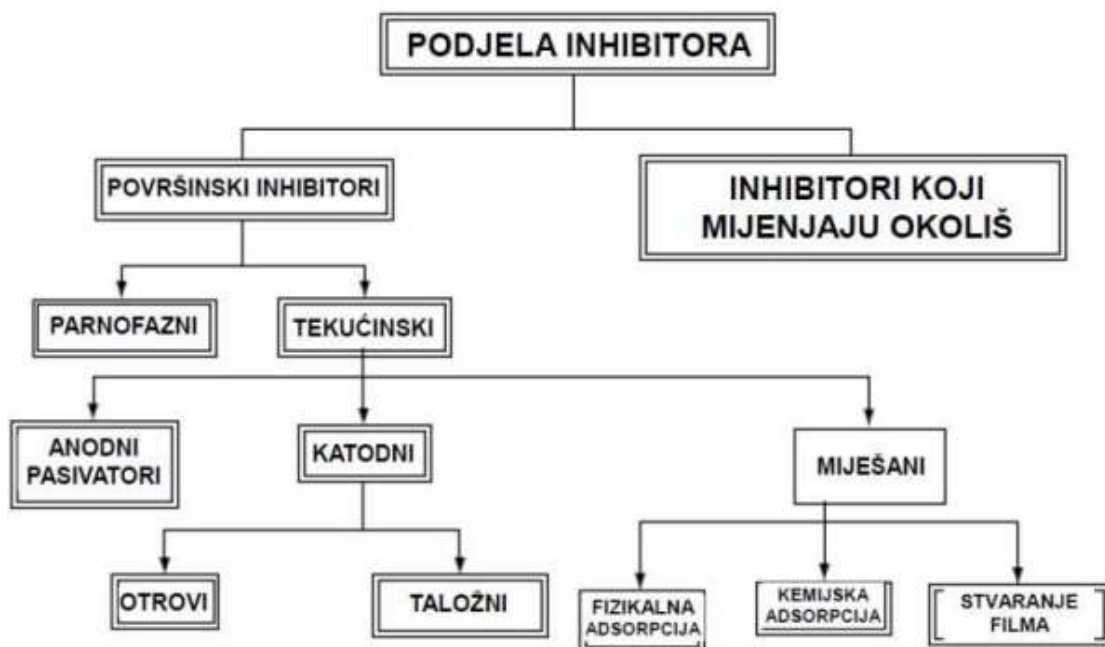 PODJELA INHIBITORA
POVRŠINSKI INHIBITORI
INHIBITORI KOJI
MIJENJAJU OKOLIŠ
PARNOFAZNI
TEKUĆINSKI
ANODNI
PASIVATORI
KATODNI
MIJEŠANI
OTROVI
TALOŽNI
FIZIKALNA
ADSORPCIJA
KEMIJSKA
ADSORPCIJA
STVARANJE
FILMA